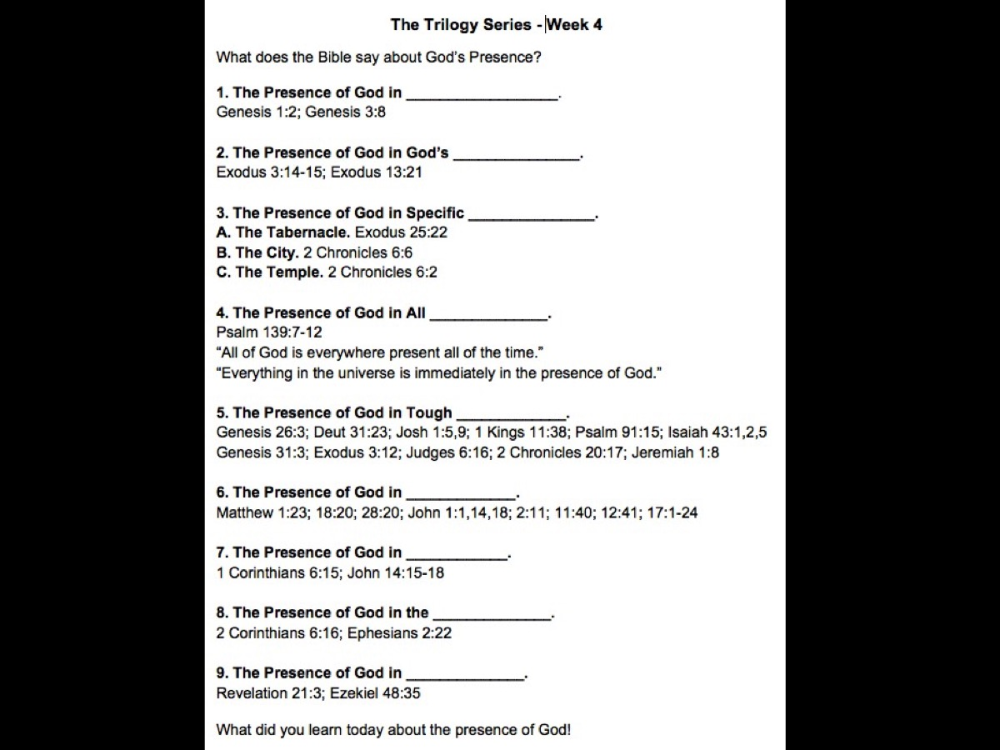 The Trilogy Series - Week 4
What does the Bible say about God's Presence?
1. The Presence of God in __________________.
Genesis 1:2; Genesis 3:8
2. The Presence of God in God's _______________.
Exodus 3:14-15; Exodus 13:21
3. The Presence of God in Specific _______________.
A. The Tabernacle. Exodus 25:22
B. The City. 2 Chronicles 6:6
C. The Temple. 2 Chronicles 6:2
4. The Presence of God in All ______________.
Psalm 139:7-12
“All of God is everywhere present all of the time.”
“Everything in the universe is immediately in the presence of God.”
5. The Presence of God in Tough _____________.
Genesis 26:3; Deut 31:23; Josh 1:5,9; 1 Kings 11:38; Psalm 91:15; Isaiah 43:1,2,5
Genesis 31:3; Exodus 3:12; Judges 6:16; 2 Chronicles 20:17; Jeremiah 1:8
6. The Presence of God in _____________.
Matthew 1:23; 18:20; 28:20; John 1:1,14,18; 2:11; 11:40; 12:41; 17:1-24
7. The Presence of God in ____________.
1 Corinthians 6:15; John 14:15-18
8. The Presence of God in the ______________.
2 Corinthians 6:16; Ephesians 2:22
9. The Presence of God in ______________.
Revelation 21:3; Ezekiel 48:35
What did you learn today about the presence of God!